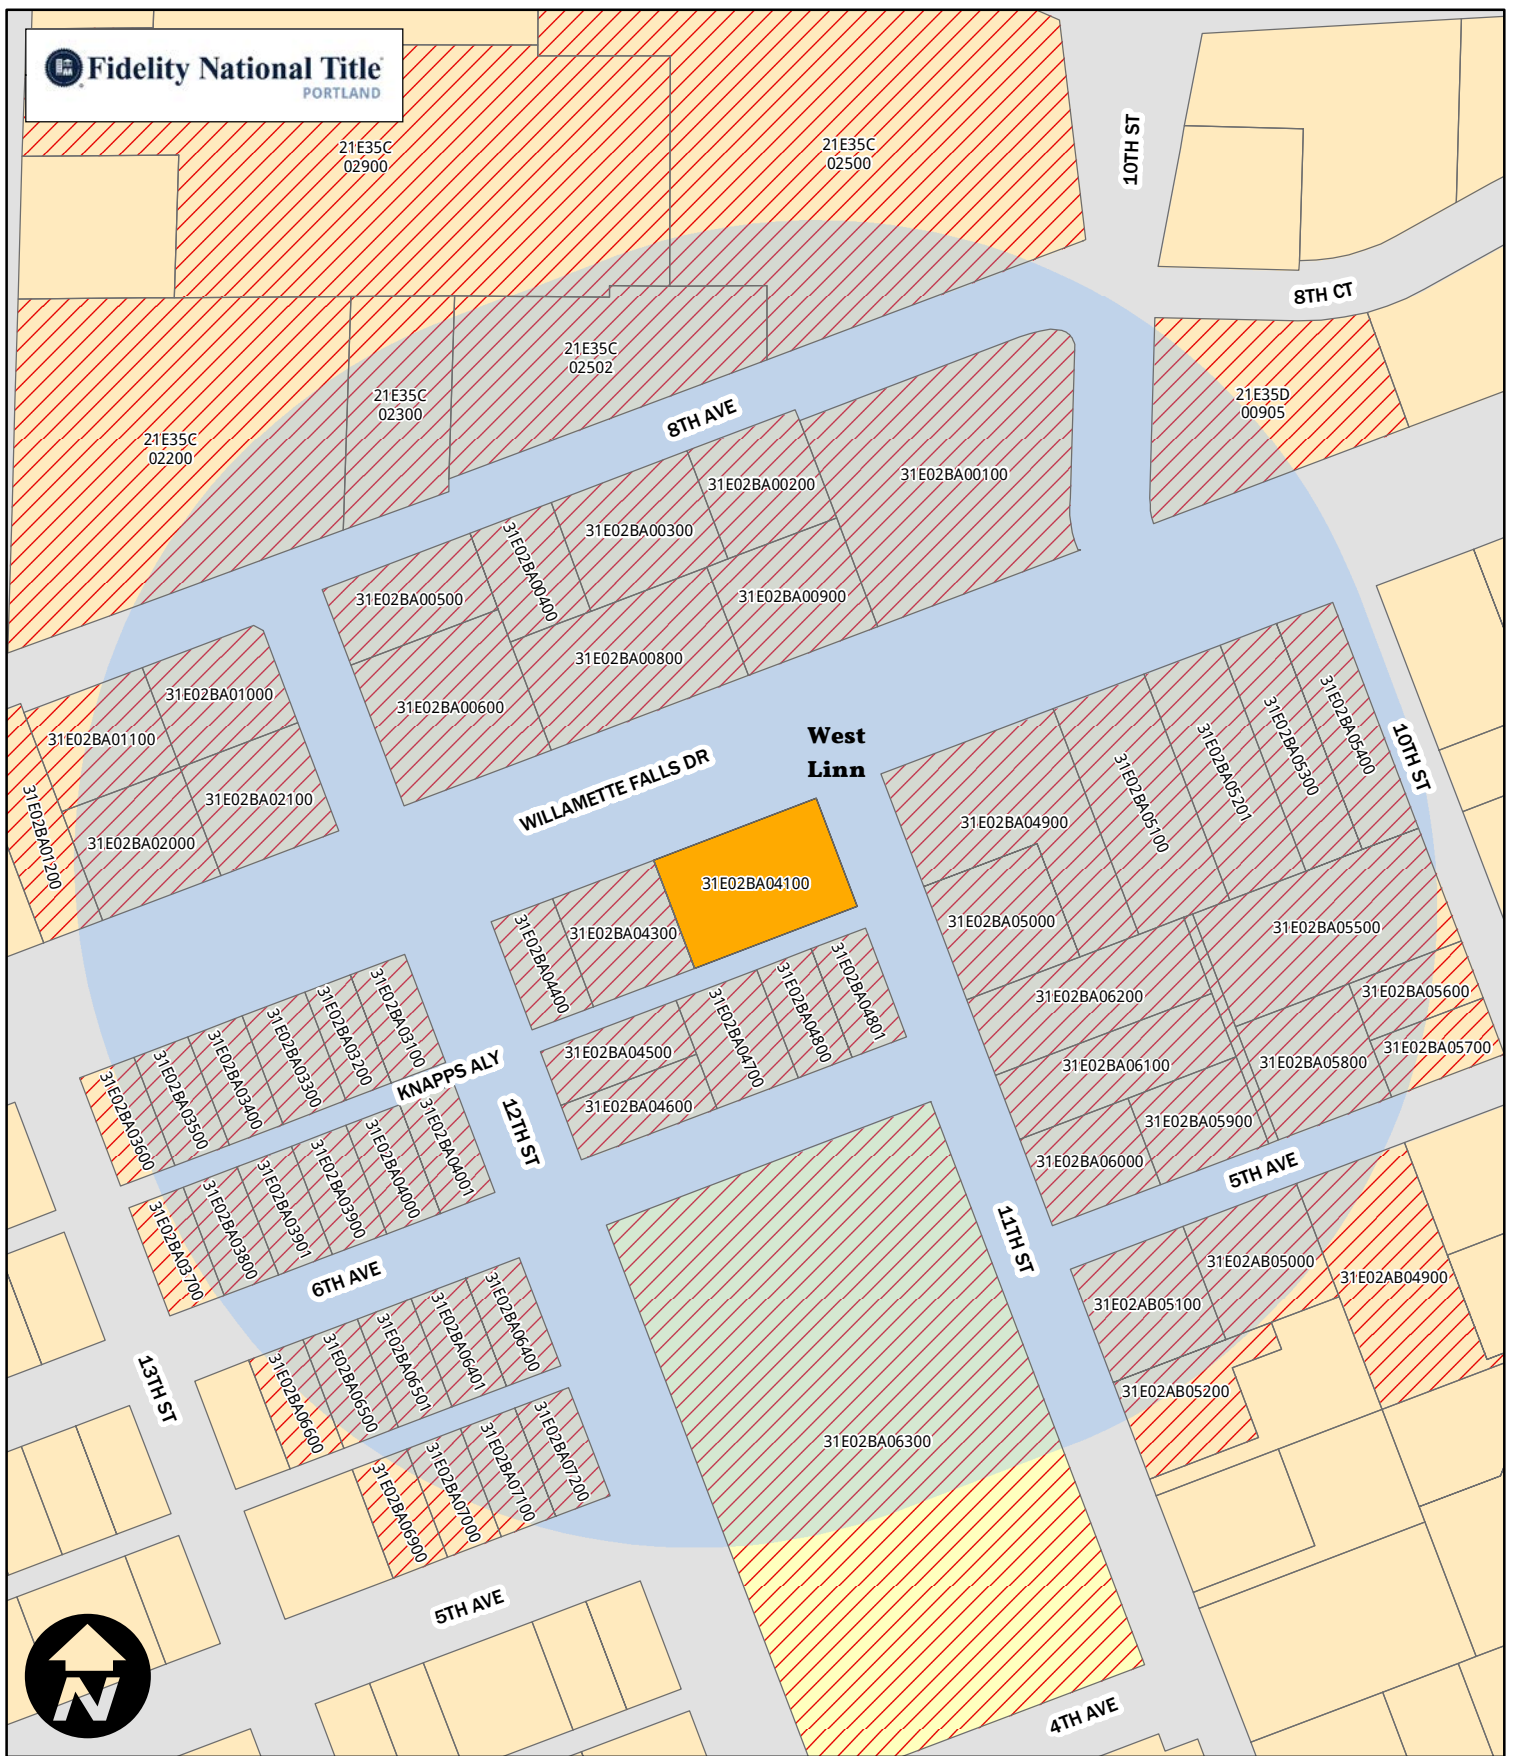 Fidelity National Title
PORTLAND
10TH ST
21E35C
02900
21E35C
02500
8TH CT
21E35C
02502
21E35C
02300
21E35D
00905
8TH AVE
21E35C
02200
31E02BA00200
31E02BA00100
31E02BA00300
31E02BA00400
31E02BA00500
31E02BA00900
31E02BA00800
31E02BA00600
31E02BA01000
31E02BA01100
31E02BA02100
31E02BA02000
31E02BA01200
West
Linn
WILLAMETTE FALLS DR
31E02BA05400
31E02BA05300
31E02BA05201
31E02BA05100
31E02BA04900
10TH ST
31E02BA04100
31E02BA05000
31E02BA04300
31E02BA04400
31E02BA05500
31E02BA05600
31E02BA05700
31E02BA06200
31E02BA06100
31E02BA05800
31E02BA05900
31E02BA06000
31E02BA04801
31E02BA04800
31E02BA04700
31E02BA04500
31E02BA04600
31E02BA03100
31E02BA03200
31E02BA03300
31E02BA03400
31E02BA03500
31E02BA03600
KNAPPS ALY
12TH ST
31E02BA04001
31E02BA04000
31E02BA03900
31E02BA03901
31E02BA03800
31E02BA03700
5TH AVE
11TH ST
6TH AVE
31E02AB05000
31E02AB04900
31E02AB05100
31E02AB05200
31E02BA06400
31E02BA06401
31E02BA06501
31E02BA06500
31E02BA06600
13TH ST
31E02BA06300
31E02BA07200
31E02BA07100
31E02BA07000
31E02BA06900
5TH AVE
4TH AVE
N